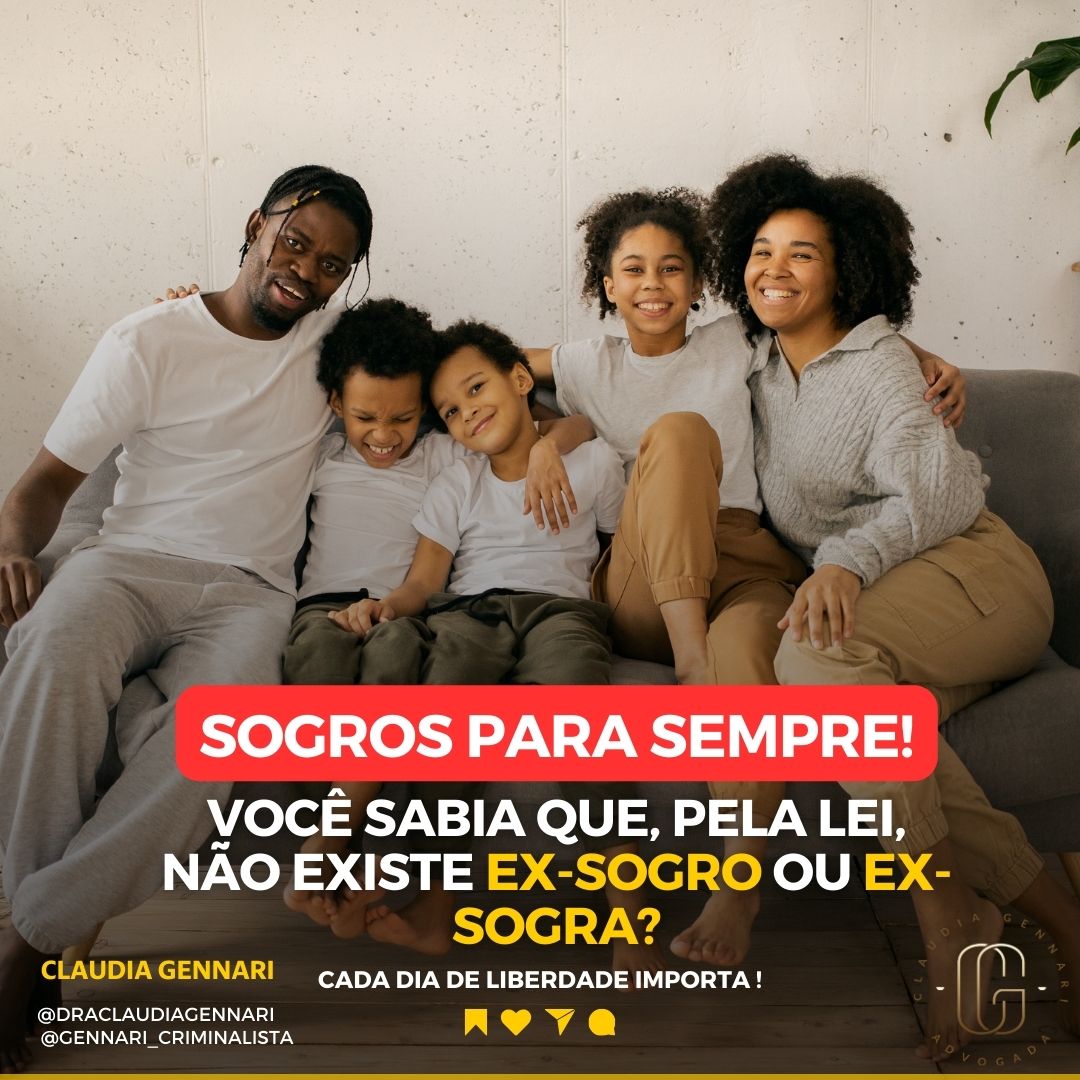 SOGROS PARA SEMPRE!
VOCÊ SABIA QUE, PELA LEI,
NÃO EXISTE EX-SOGRO OU EX-
SOGRA?
CLAUDIA GENNARI
CADA DIA DE LIBERDADE IMPORTA !
@DRACLAUDIAGENNARI
@GENNARI_CRIMINALISTA
CLAUDIA GENNARI
ADVOGADA